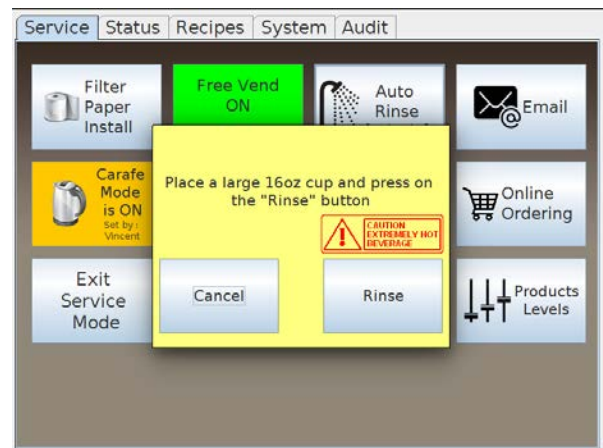 Service Status Recipes System Audit
Filter
Paper
Install
Free Vend
ON
Auto
Rinse
Email
Carafe
Mode
is ON
Set by:
Vincent
Place a large 16oz cup and press on
the "Rinse" button
CAUTION
EXTREMELY HOT
BEVERAGE
Cancel
Rinse
Online
Ordering
Exit
Service
Mode
Products
Levels